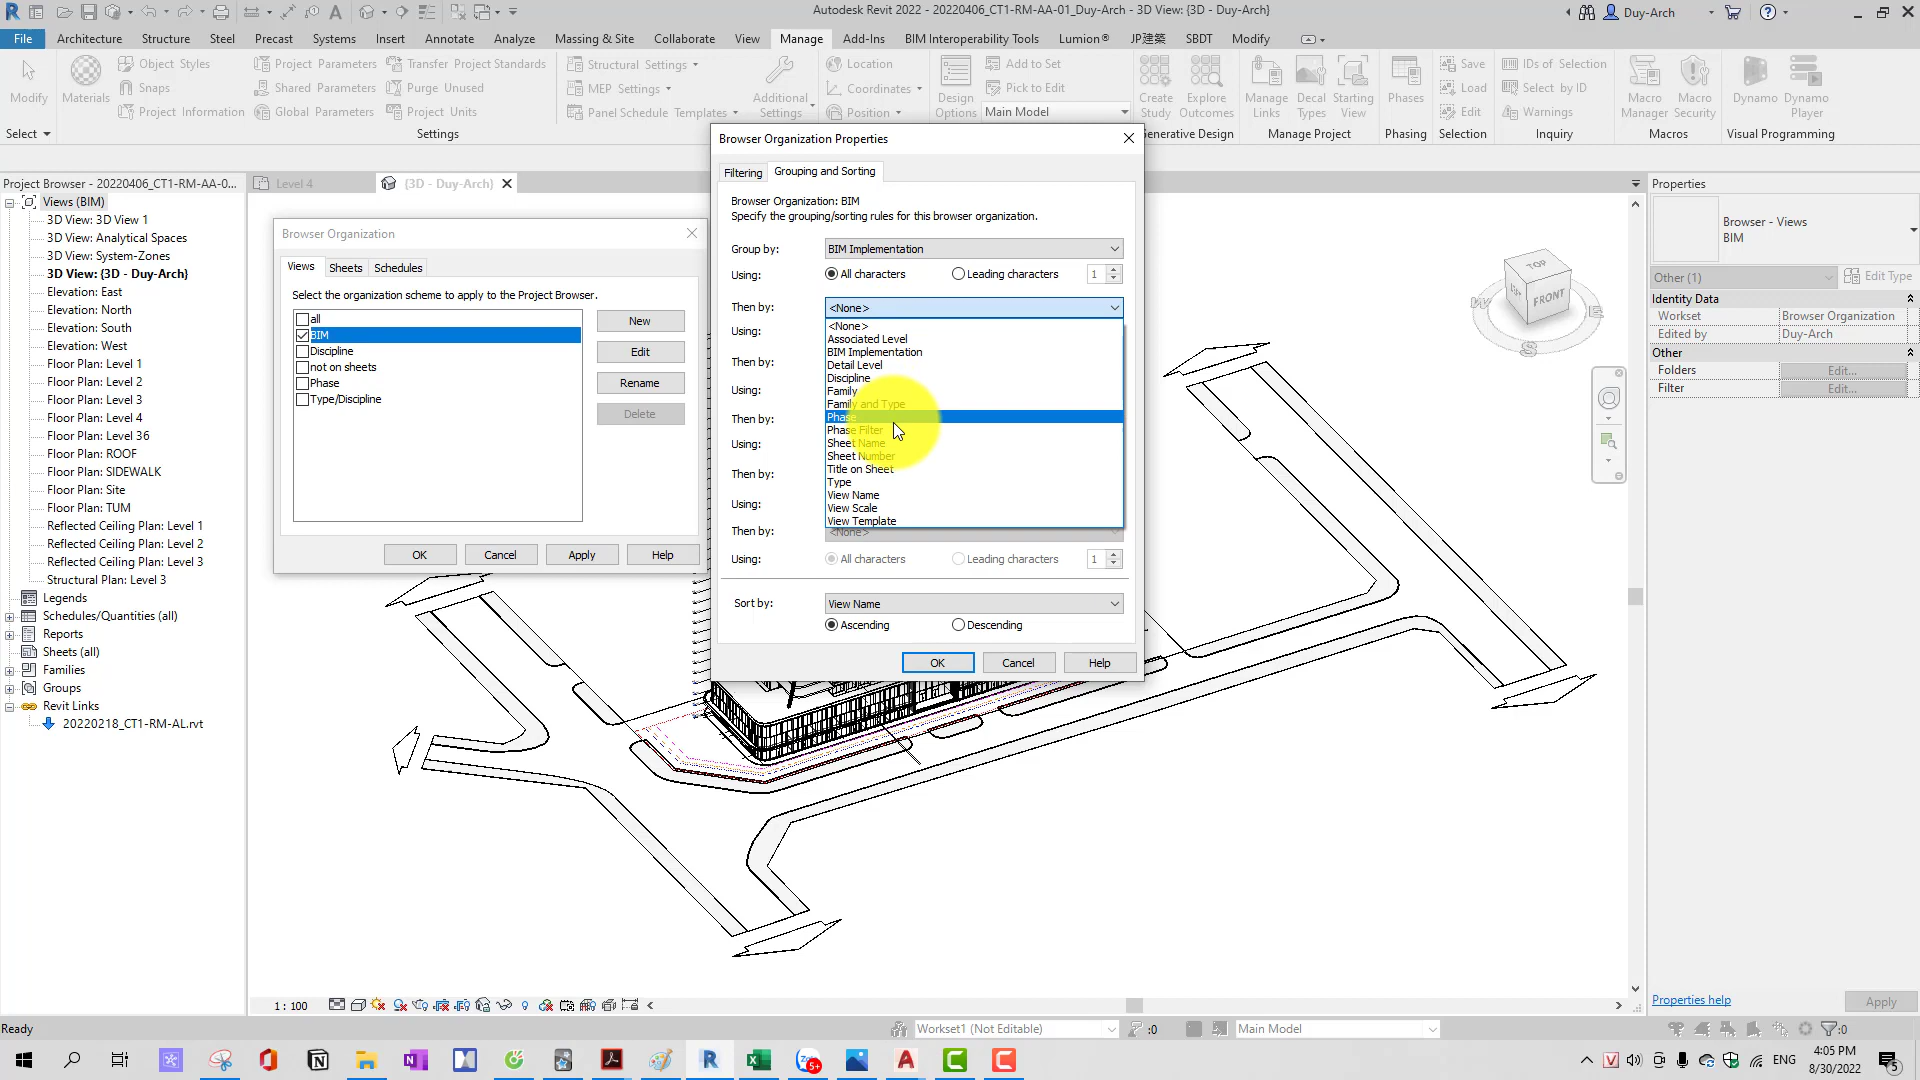 Autodesk Revit 2022 - 20220406_CT1-RM-AA-01_Duy-Arch - 3D View: {3D - Duy-Arch}
Duy-Arch
File Architecture Structure Steel Precast Systems Insert Annotate Analyze Massing & Site Collaborate View Manage Add-Ins BIM Interoperability Tools Lumion® JP建築 SBDT Modify
Object Styles Project Parameters Transfer Project Standards Structural Settings Location Add to Set Save IDs of Selection
Snaps Shared Parameters Purge Unused MEP Settings Coordinates Pick to Edit Load Select by ID
Modify Materials Project Information Global Parameters Project Units Panel Schedule Templates Additional Settings Position Design Options Main Model Create Study Explore Outcomes Manage Links Decal Types Starting View Phases Edit Warnings Macro Manager Macro Security Dynamo Dynamo Player
Select Settings Generative Design Manage Project Phasing Selection Inquiry Macros Visual Programming
Project Browser - 20220406_CT1-RM-AA-0...
Views (BIM)
3D View: 3D View 1
3D View: Analytical Spaces
3D View: System-Zones
3D View: {3D - Duy-Arch}
Elevation: East
Elevation: North
Elevation: South
Elevation: West
Floor Plan: Level 1
Floor Plan: Level 2
Floor Plan: Level 3
Floor Plan: Level 4
Floor Plan: Level 36
Floor Plan: ROOF
Floor Plan: SIDEWALK
Floor Plan: Site
Floor Plan: TUM
Reflected Ceiling Plan: Level 1
Reflected Ceiling Plan: Level 2
Reflected Ceiling Plan: Level 3
Structural Plan: Level 3
Legends
Schedules/Quantities (all)
Reports
Sheets (all)
Families
Groups
Revit Links
20220218_CT1-RM-AL.rvt
Level 4
{3D - Duy-Arch}
Browser Organization
Views Sheets Schedules
Select the organization scheme to apply to the Project Browser.
all
BIM
Discipline
not on sheets
Phase
Type/Discipline
New
Edit
Rename
Delete
OK Cancel Apply Help
Browser Organization Properties
Filtering Grouping and Sorting
Browser Organization: BIM
Specify the grouping/sorting rules for this browser organization.
Group by: BIM Implementation
Using: All characters Leading characters 1
Then by: <None>
Using:
Then by:
Using:
Then by:
Using:
Then by:
Using:
Then by: <None>
Using: All characters Leading characters 1
<None>
Associated Level
BIM Implementation
Detail Level
Discipline
Family
Family and Type
Phase
Phase Filter
Sheet Name
Sheet Number
Title on Sheet
Type
View Name
View Scale
View Template
Sort by: View Name
Ascending Descending
OK Cancel Help
TOP
FRONT
W
E
S
Properties
Browser - Views
BIM
Other (1) Edit Type
Identity Data
Workset Browser Organization
Edited by Duy-Arch
Other
Folders Edit...
Filter Edit...
Properties help Apply
1 : 100
Ready
Workset1 (Not Editable)
:0
Main Model
:0
ENG
4:05 PM
8/30/2022
5